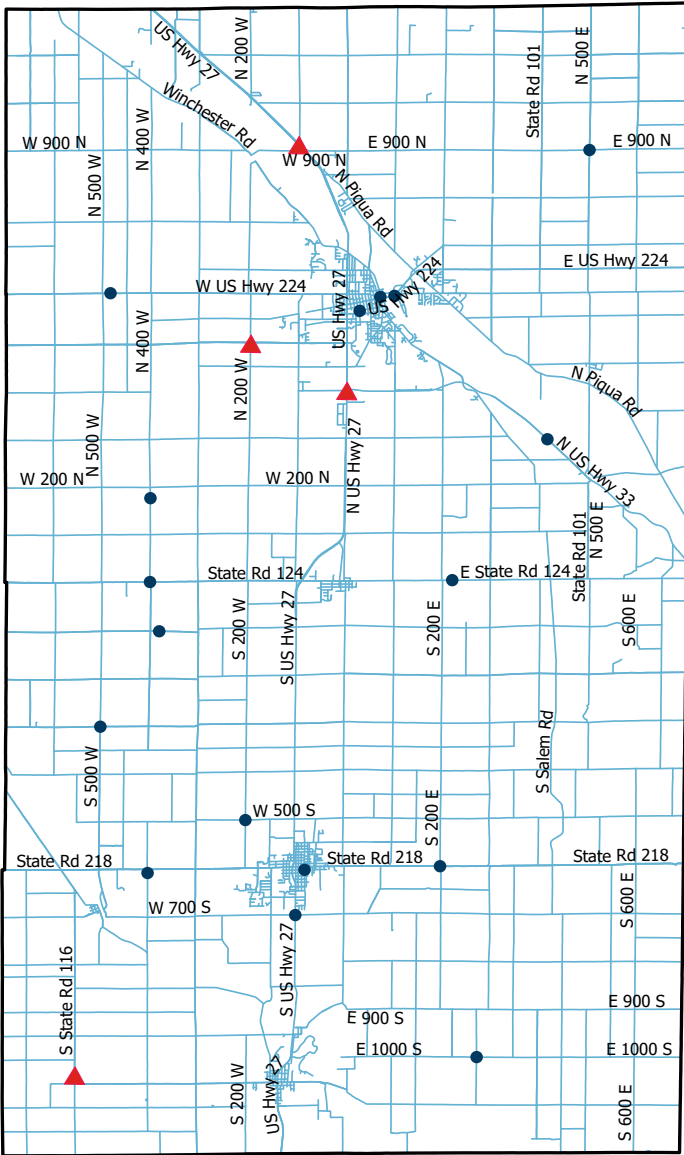 US Hwy 27
N 200 W
State Rd 101
N 500 E
Winchester Rd
W 900 N
N 400 W
E 900 N
E 900 N
W 900 N
N 500 W
N Piqua Rd
E US Hwy 224
W US Hwy 224
US Hwy 224
US Hwy 27
N 400 W
N 200 W
N Piqua Rd
N 500 W
N US Hwy 27
N US Hwy 33
W 200 N
W 200 N
State Rd 101
N 500 E
State Rd 124
E State Rd 124
S 200 W
S US Hwy 27
S 200 E
S 600 E
S 500 W
S Salem Rd
W 500 S
S 200 E
State Rd 218
State Rd 218
State Rd 218
W 700 S
S 600 E
S State Rd 116
S US Hwy 27
E 900 S
E 900 S
E 1000 S
E 1000 S
S 200 W
US Hwy 27
S 600 E